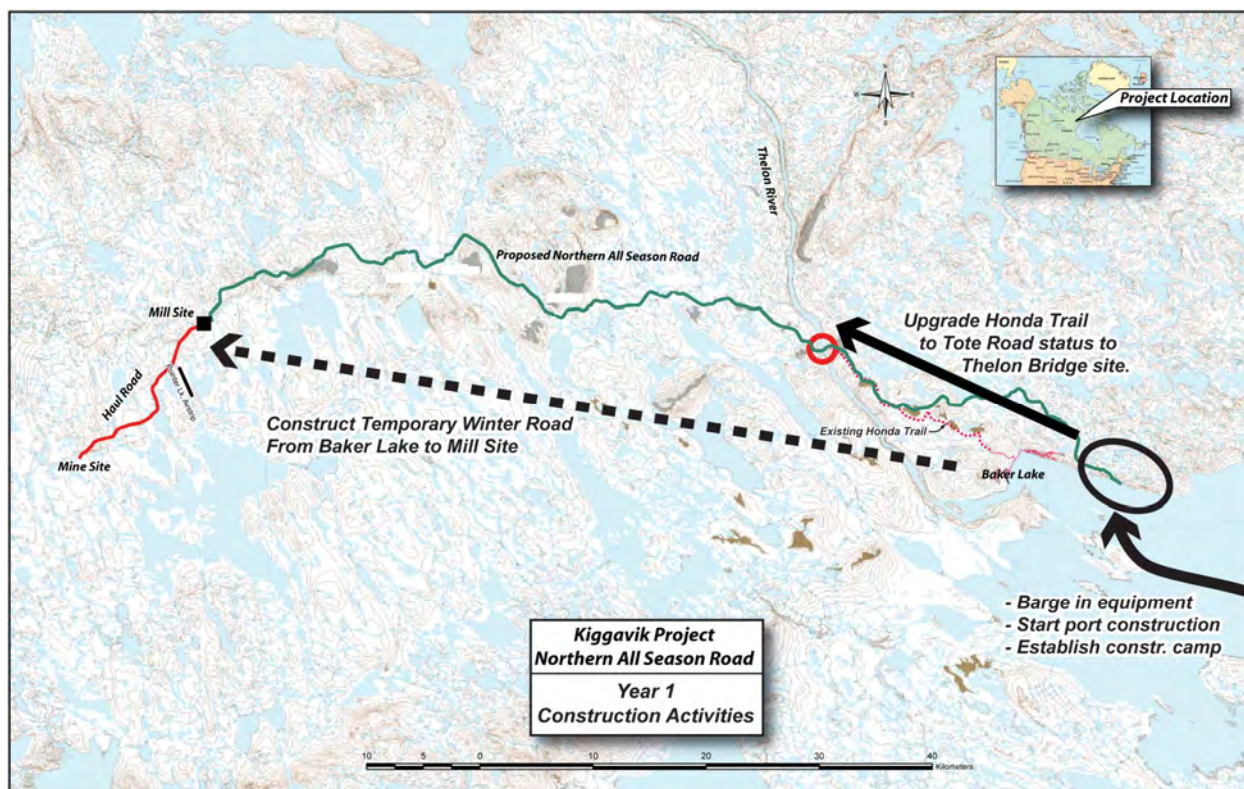 N
W
E
S
Project Location
Thelon River
Proposed Northern All Season Road
Mill Site
Haul Road
Pointer Lk. Airstrip
Mine Site
Upgrade Honda Trail
to Tote Road status to
Thelon Bridge site.
Construct Temporary Winter Road
From Baker Lake to Mill Site
Existing Honda Trail
Baker Lake
- Barge in equipment
- Start port construction
- Establish constr. camp
Kiggavik Project
Northern All Season Road
Year 1
Construction Activities
10 5 0 10 20 30 40
Kilometers